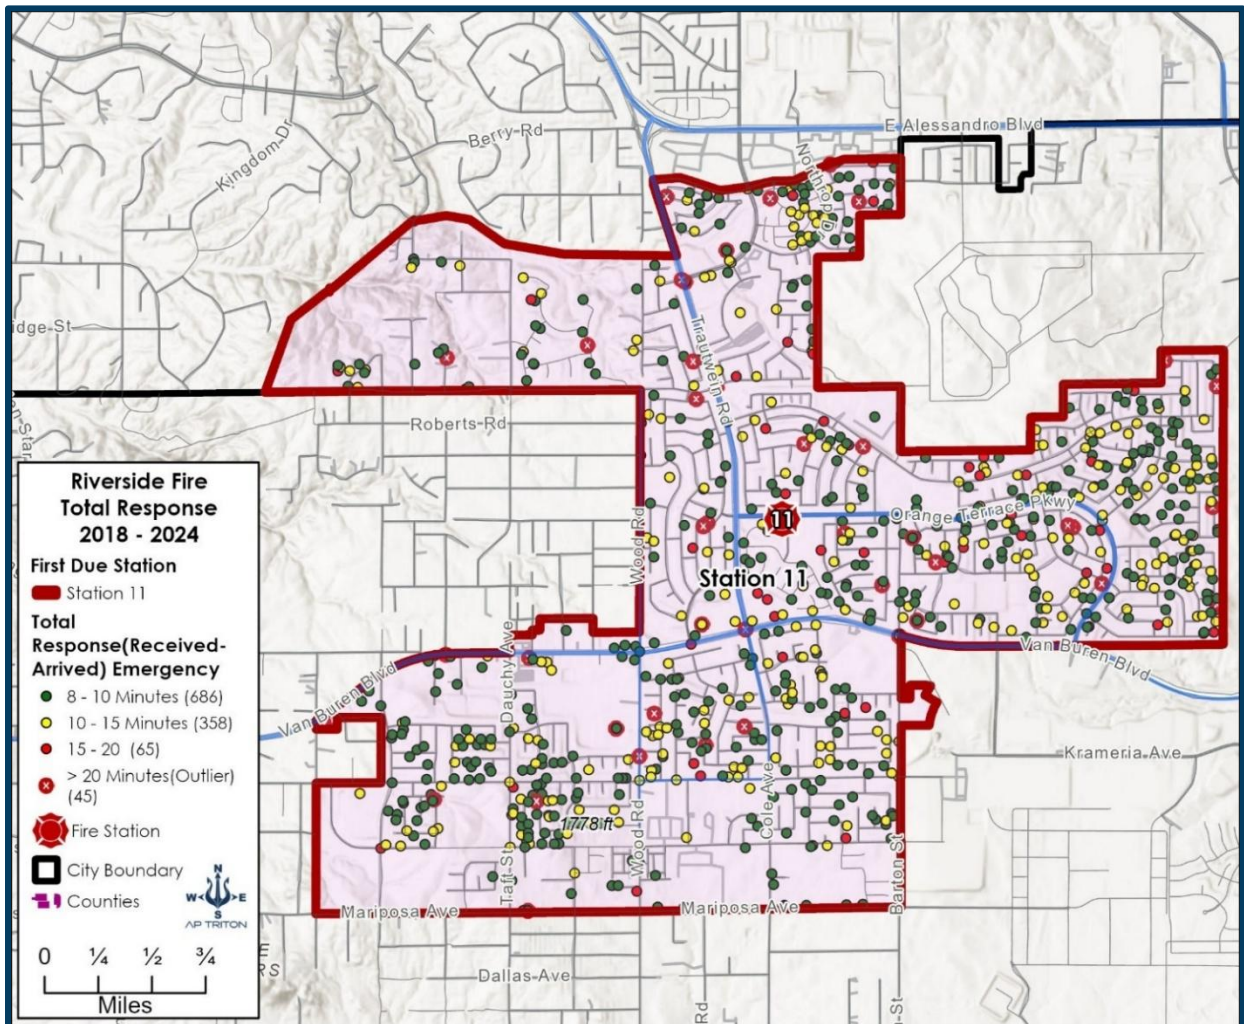 E Alessandro Blvd
Berry Rd
Kingdom Dr
Northrop Dr
idge St
Trautwein Rd
Roberts Rd
Riverside Fire
Total Response
2018 - 2024
First Due Station
Station 11
Total
Response(Received-
Arrived) Emergency
8 - 10 Minutes (686)
10 - 15 Minutes (358)
15 - 20 (65)
> 20 Minutes(Outlier)
(45)
Fire Station
City Boundary
Counties
N
W E
S
AP TRITON
0 ¼ ½ ¾
Miles
Orange Terrace Pkwy
11
Wood Rd
Station 11
Dauchy Ave
Van Buren Blvd
Van Buren Blvd
Krameria Ave
Cole Ave
1778 ft
Wood Rd
Taft St
Barton St
Mariposa Ave
Mariposa Ave
Dallas Ave
Rd